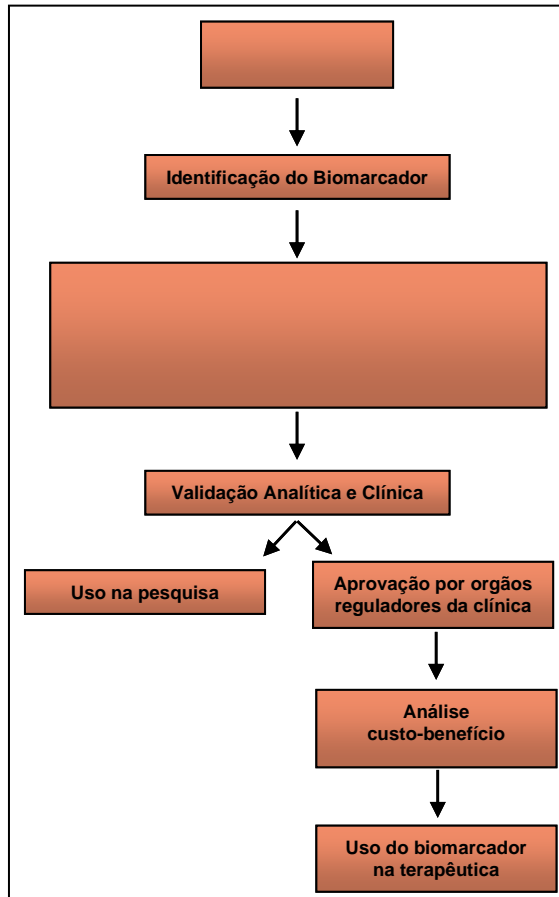 Identificação do Biomarcador
Validação Analítica e Clínica
Uso na pesquisa
Aprovação por orgãos
reguladores da clínica
Análise
custo-benefício
Uso do biomarcador
na terapêutica